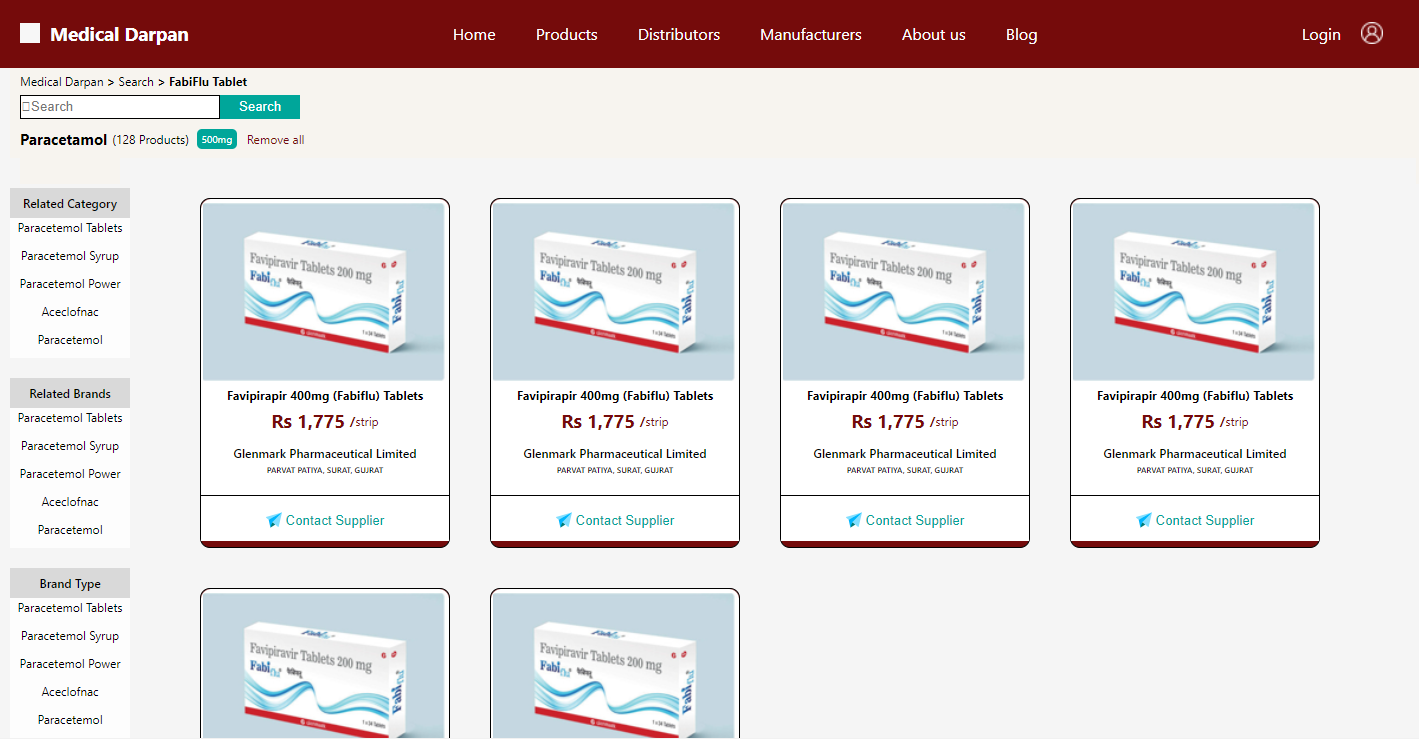 Medical Darpan Home Products Distributors Manufacturers About us Blog Login
Medical Darpan > Search > FabiFlu Tablet
Search Search
Paracetamol (128 Products) 500mg Remove all
Related Category
Paracetemol Tablets
Paracetemol Syrup
Paracetemol Power
Aceclofnac
Paracetemol
Related Brands
Paracetemol Tablets
Paracetemol Syrup
Paracetemol Power
Aceclofnac
Paracetemol
Brand Type
Paracetemol Tablets
Paracetemol Syrup
Paracetemol Power
Aceclofnac
Paracetemol
Favipiravir Tablets 200 mg
Favipirapir 400mg (Fabiflu) Tablets
Rs 1,775 /strip
Glenmark Pharmaceutical Limited
PARVAT PATIYA, SURAT, GUJRAT
Contact Supplier
Favipiravir Tablets 200 mg
Favipirapir 400mg (Fabiflu) Tablets
Rs 1,775 /strip
Glenmark Pharmaceutical Limited
PARVAT PATIYA, SURAT, GUJRAT
Contact Supplier
Favipiravir Tablets 200 mg
Favipirapir 400mg (Fabiflu) Tablets
Rs 1,775 /strip
Glenmark Pharmaceutical Limited
PARVAT PATIYA, SURAT, GUJRAT
Contact Supplier
Favipiravir Tablets 200 mg
Favipirapir 400mg (Fabiflu) Tablets
Rs 1,775 /strip
Glenmark Pharmaceutical Limited
PARVAT PATIYA, SURAT, GUJRAT
Contact Supplier
Favipiravir Tablets 200 mg
Favipiravir Tablets 200 mg